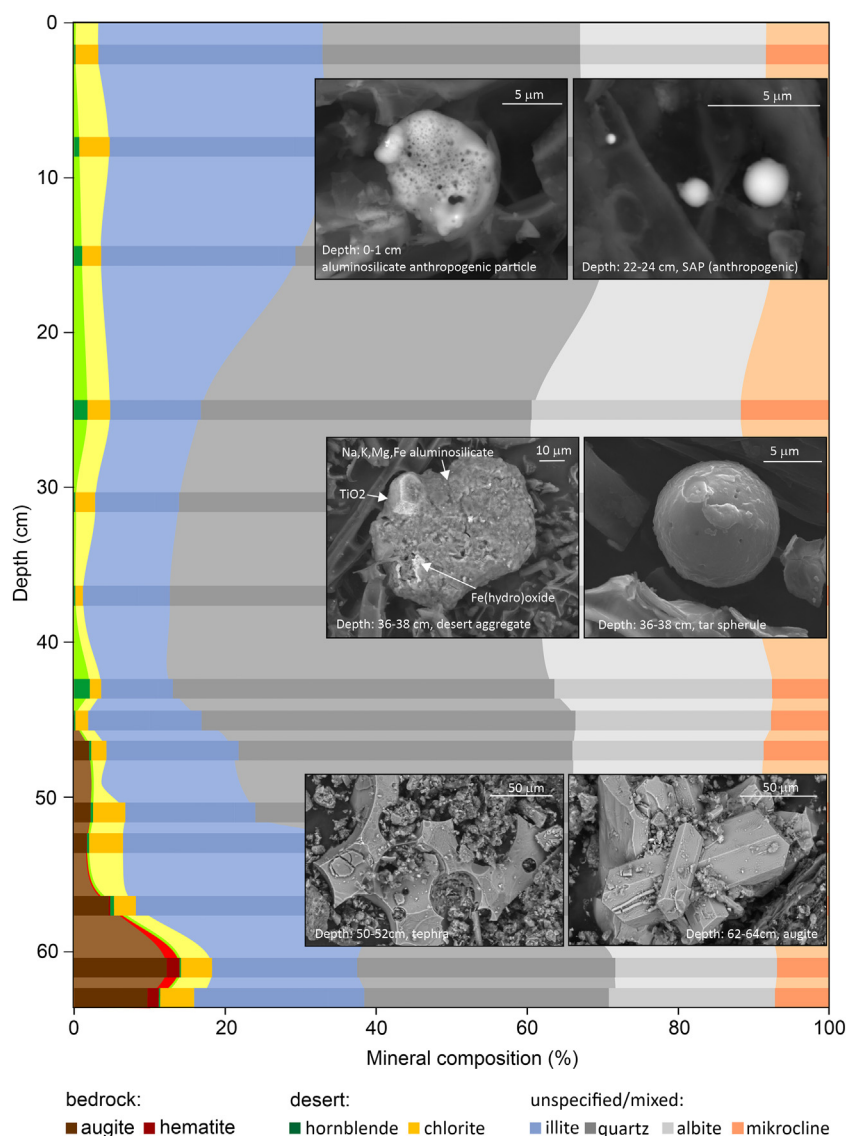 0
10
20
30
40
50
60
Depth (cm)
5 μm
Depth: 0-1 cm
aluminosilicate anthropogenic particle
5 μm
Depth: 22-24 cm, SAP (anthropogenic)
Na,K,Mg,Fe aluminosilicate
10 μm
TiO2
Fe(hydro)oxide
Depth: 36-38 cm, desert aggregate
5 μm
Depth: 36-38 cm, tar spherule
50 μm
Depth: 50-52cm, tephra
50 μm
Depth: 62-64cm, augite
0 20 40 60 80 100
Mineral composition (%)
bedrock: desert: unspecified/mixed:
augite hematite hornblende chlorite illite quartz albite mikrocline